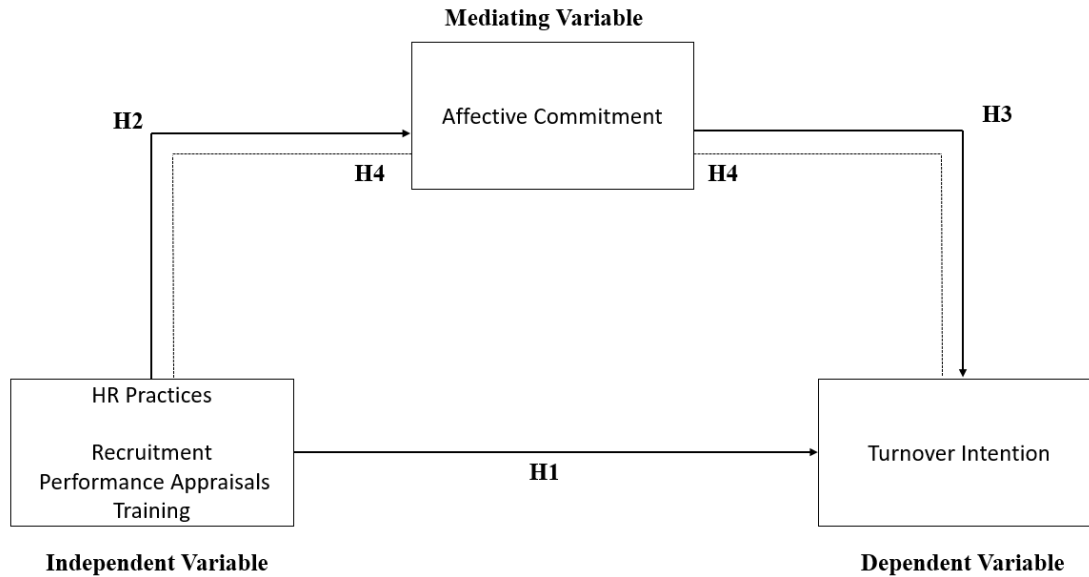 Mediating Variable
Affective Commitment
H2
H3
H4
H4
HR Practices
Recruitment
Performance Appraisals
Training
H1
Turnover Intention
Independent Variable
Dependent Variable